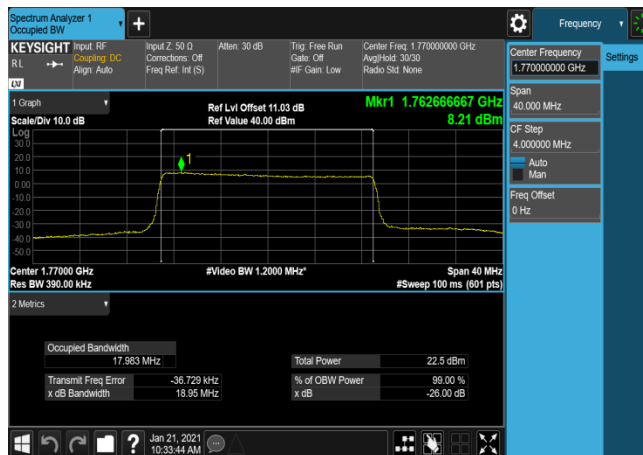 Spectrum Analyzer 1
Occupied BW
Frequency
KEYSIGHT
RL
LXI
Input: RF
Coupling: DC
Align: Auto
Input Z: 50 Ω
Corrections: Off
Freq Ref: Int (S)
Atten: 30 dB
Trig: Free Run
Gate: Off
#IF Gain: Low
Center Freq: 1.770000000 GHz
Avg|Hold: 30/30
Radio Std: None
Center Frequency
1.770000000 GHz
Settings
Span
40.000 MHz
CF Step
4.000000 MHz
Auto
Man
Freq Offset
0 Hz
1 Graph
Scale/Div 10.0 dB
Ref Lvl Offset 11.03 dB
Ref Value 40.00 dBm
Mkr1 1.762666667 GHz
8.21 dBm
Log
30.0
20.0
10.0
0.00
-10.0
-20.0
-30.0
-40.0
-50.0
1
Center 1.77000 GHz
Res BW 390.00 kHz
#Video BW 1.2000 MHz*
Span 40 MHz
#Sweep 100 ms (601 pts)
2 Metrics
Occupied Bandwidth
17.983 MHz
Total Power 22.5 dBm
Transmit Freq Error -36.729 kHz
% of OBW Power 99.00 %
x dB Bandwidth 18.95 MHz
x dB -26.00 dB
?
Jan 21, 2021
10:33:44 AM